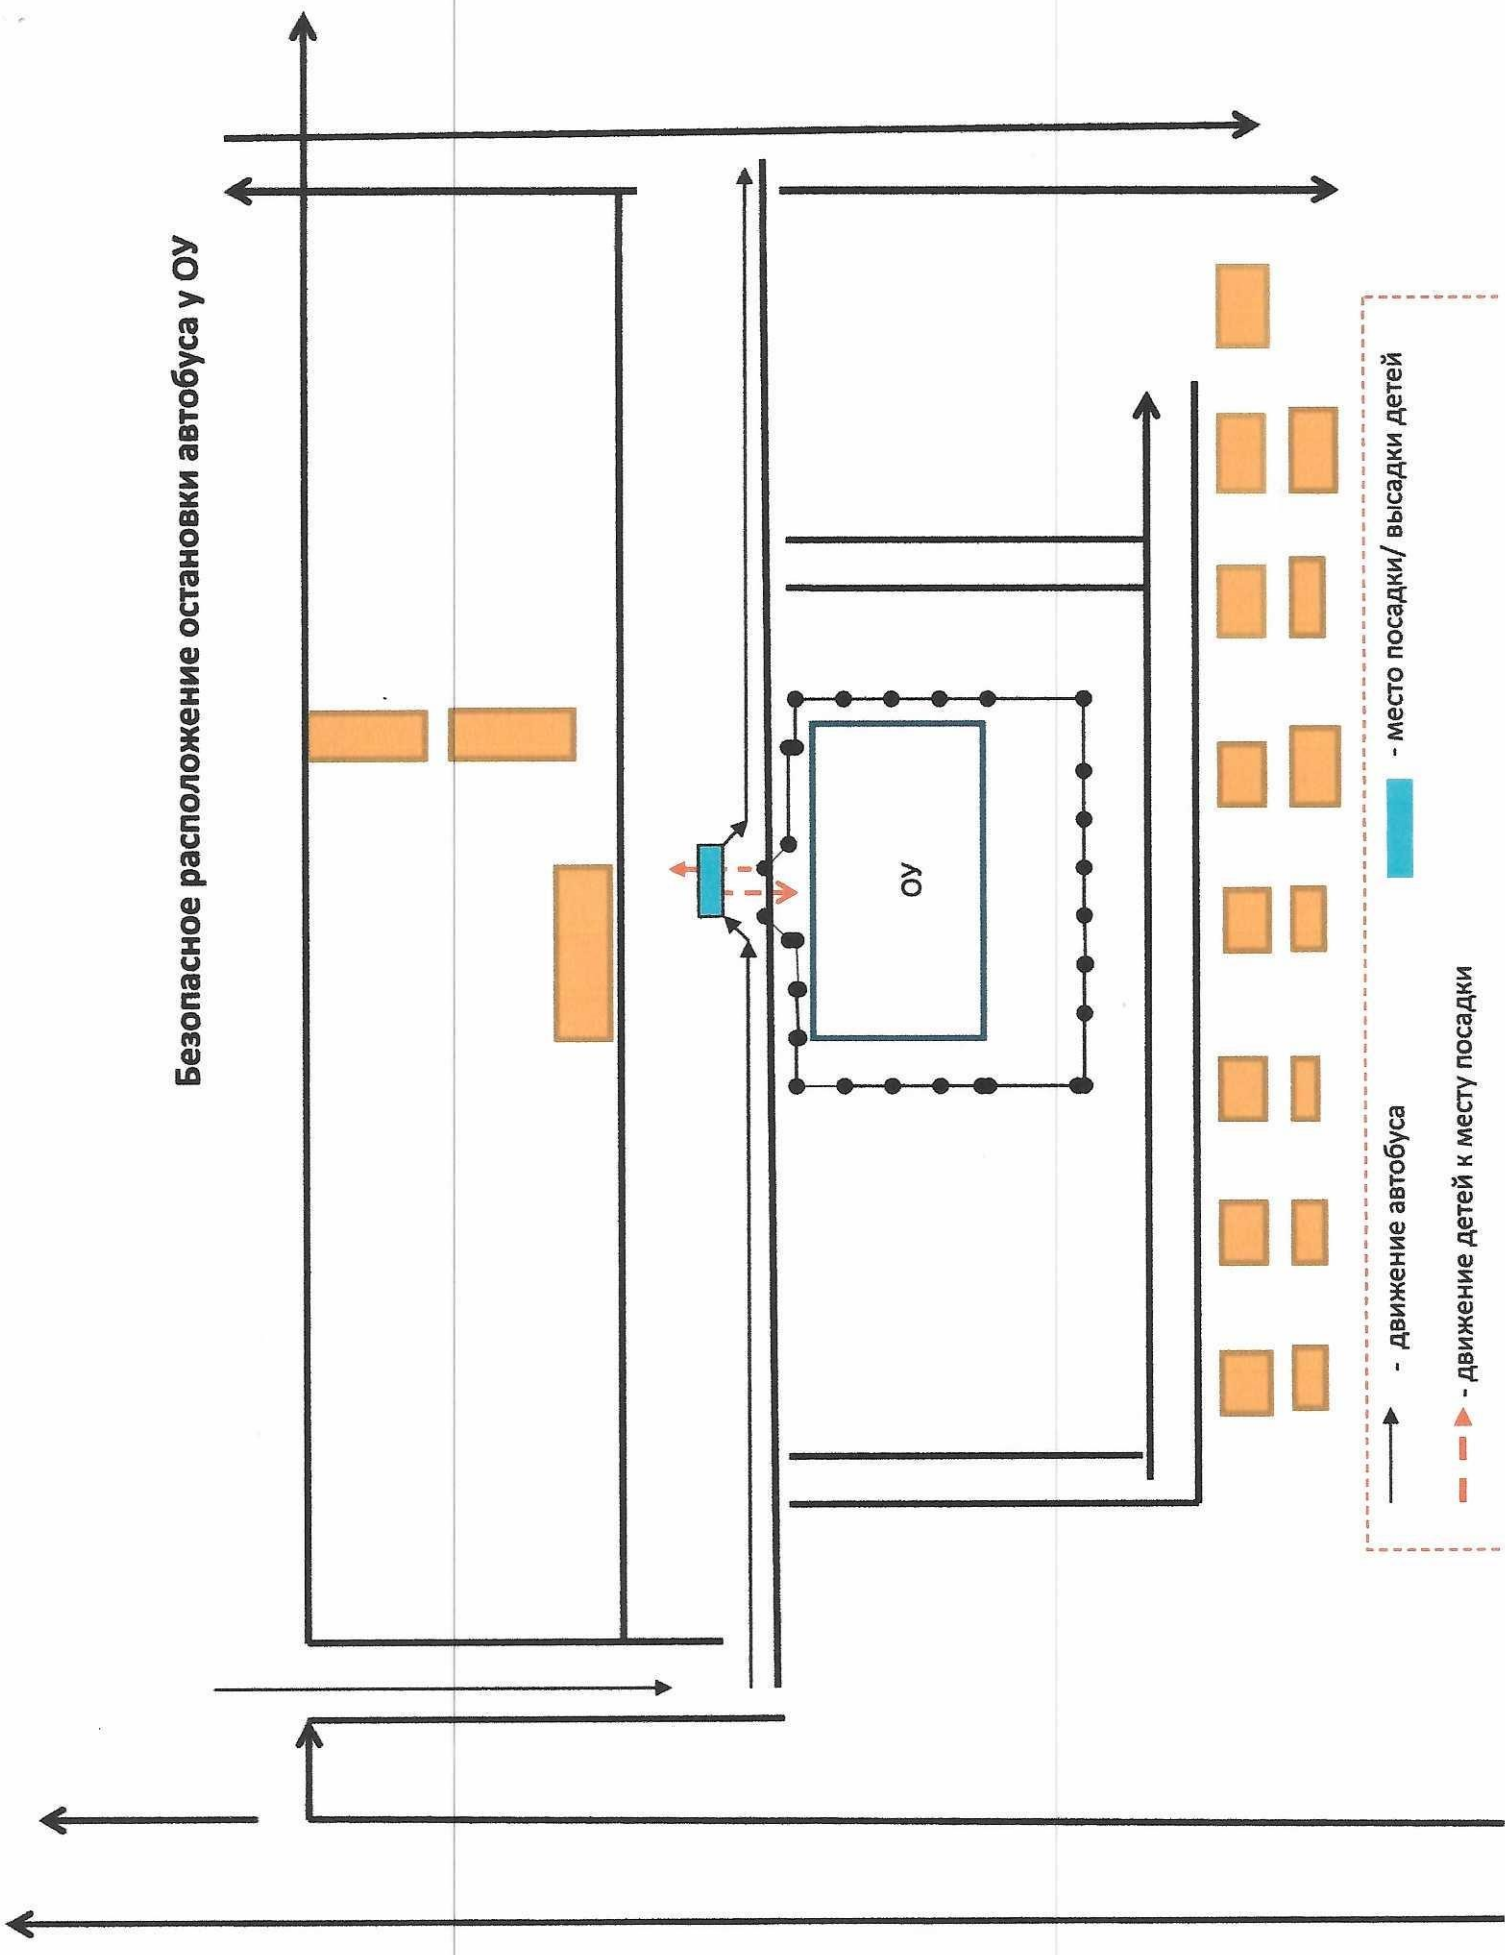 Безопасное расположение остановки автобуса у ОУ
ОУ
- движение автобуса
- место посадки/ высадки детей
- движение детей к месту посадки